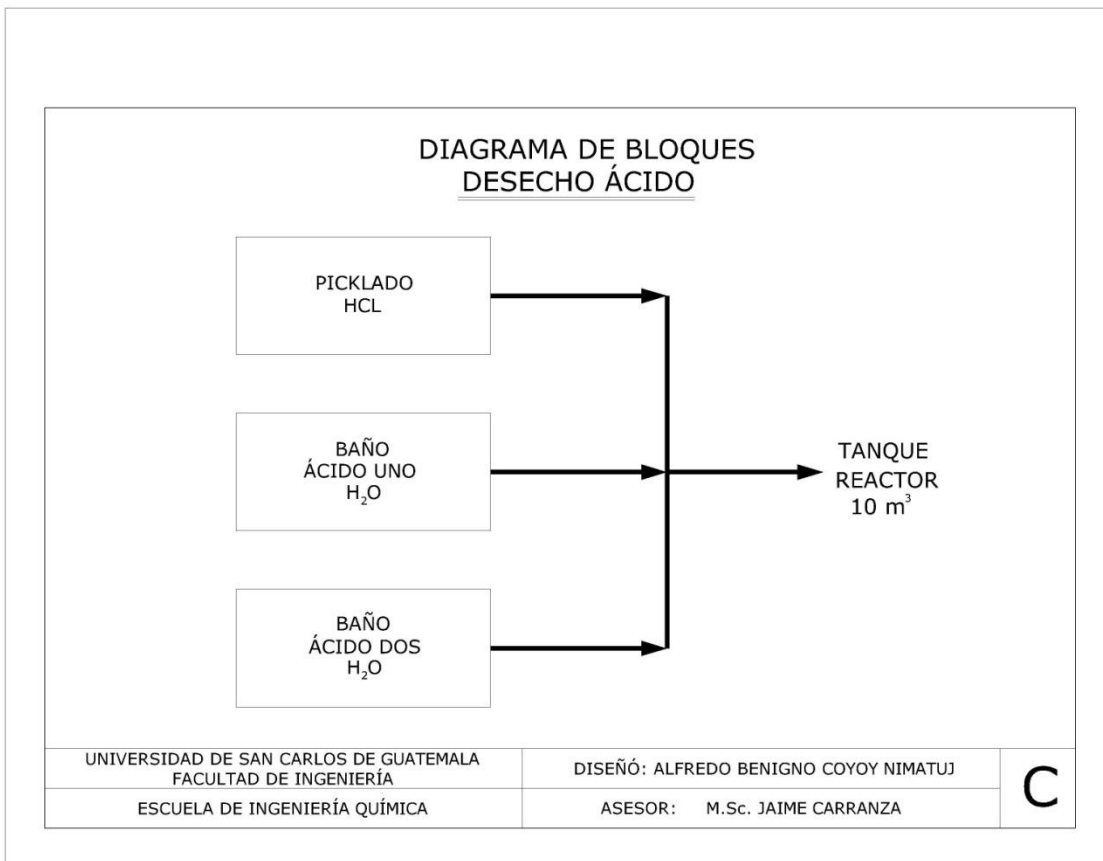 DIAGRAMA DE BLOQUES
DESECHO ÁCIDO
PICKLADO
HCL
BAÑO
ÁCIDO UNO
H₂O
BAÑO
ÁCIDO DOS
H₂O
TANQUE
REACTOR
10 m³
UNIVERSIDAD DE SAN CARLOS DE GUATEMALA
FACULTAD DE INGENIERÍA
ESCUELA DE INGENIERÍA QUÍMICA
DISEÑÓ: ALFREDO BENIGNO COYOY NIMATUJ
ASESOR: M.Sc. JAIME CARRANZA
C